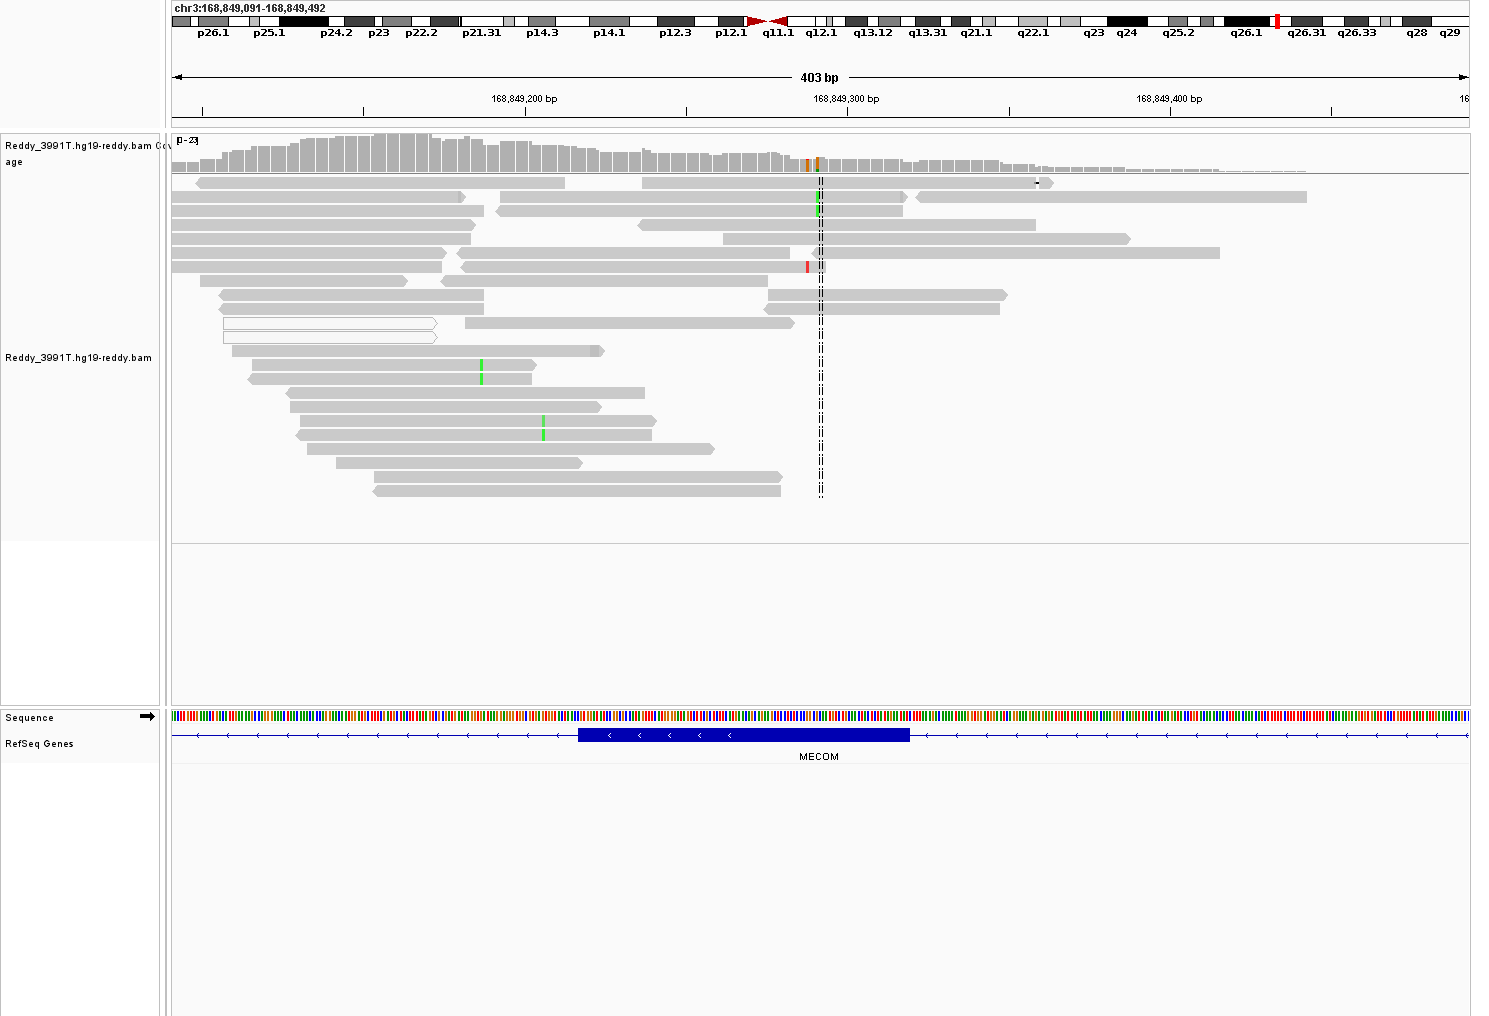 chr3:168,849,091-168,849,492
p26.1 p25.1 p24.2 p23 p22.2 p21.31 p14.3 p14.1 p12.3 p12.1 q11.1 q12.1 q13.12 q13.31 q21.1 q22.1 q23 q24 q25.2 q26.1 q26.31 q26.33 q28 q29
403 bp
168,849,200 bp 168,849,300 bp 168,849,400 bp 16
[0 - 23]
Reddy_3991T.hg19-reddy.bam Cov
age
Reddy_3991T.hg19-reddy.bam
Sequence
RefSeq Genes
MECOM